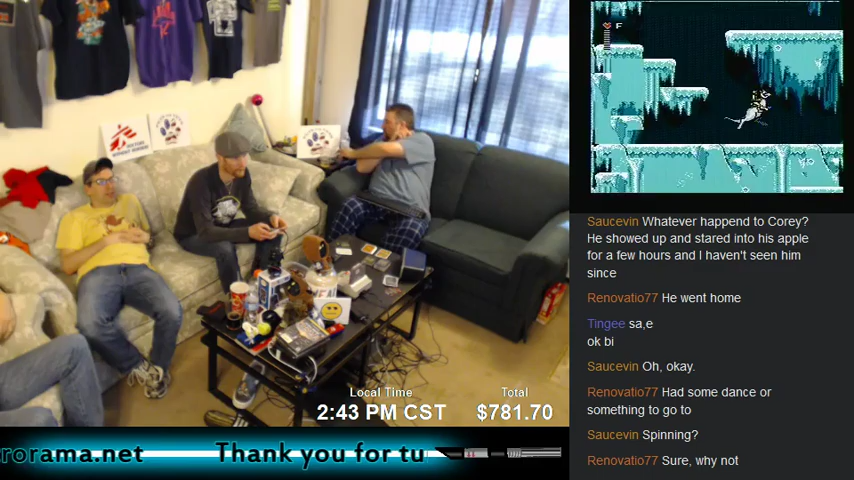 F
Saucevin Whatever happend to Corey?
He showed up and stared into his apple
for a few hours and I haven't seen him
since
Renovatio77 He went home
Tingee sa,e
ok bi
Saucevin Oh, okay.
Renovatio77 Had some dance or
something to go to
Saucevin Spinning?
Renovatio77 Sure, why not
Local Time
Total
2:43 PM CST
$781.70
rorama.net
Thank you for tu